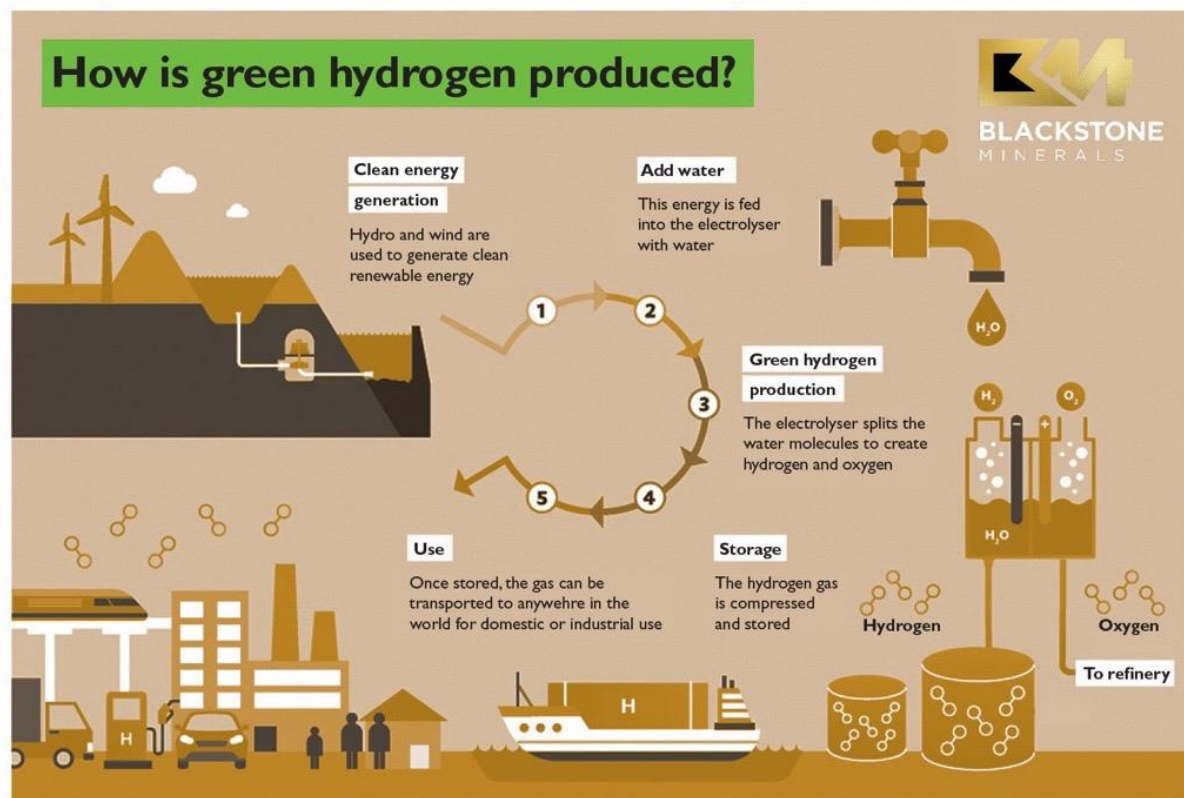 How is green hydrogen produced?
BLACKSTONE
MINERALS
Clean energy
generation
Hydro and wind are
used to generate clean
renewable energy
Add water
This energy is fed
into the electrolyser
with water
H₂O
1
2
3
4
5
Green hydrogen
production
The electrolyser splits the
water molecules to create
hydrogen and oxygen
H₂
O₂
− +
H₂O
Use
Once stored, the gas can be
transported to anywehre in the
world for domestic or industrial use
Storage
The hydrogen gas
is compressed
and stored
Hydrogen
Oxygen
To refinery
H
H